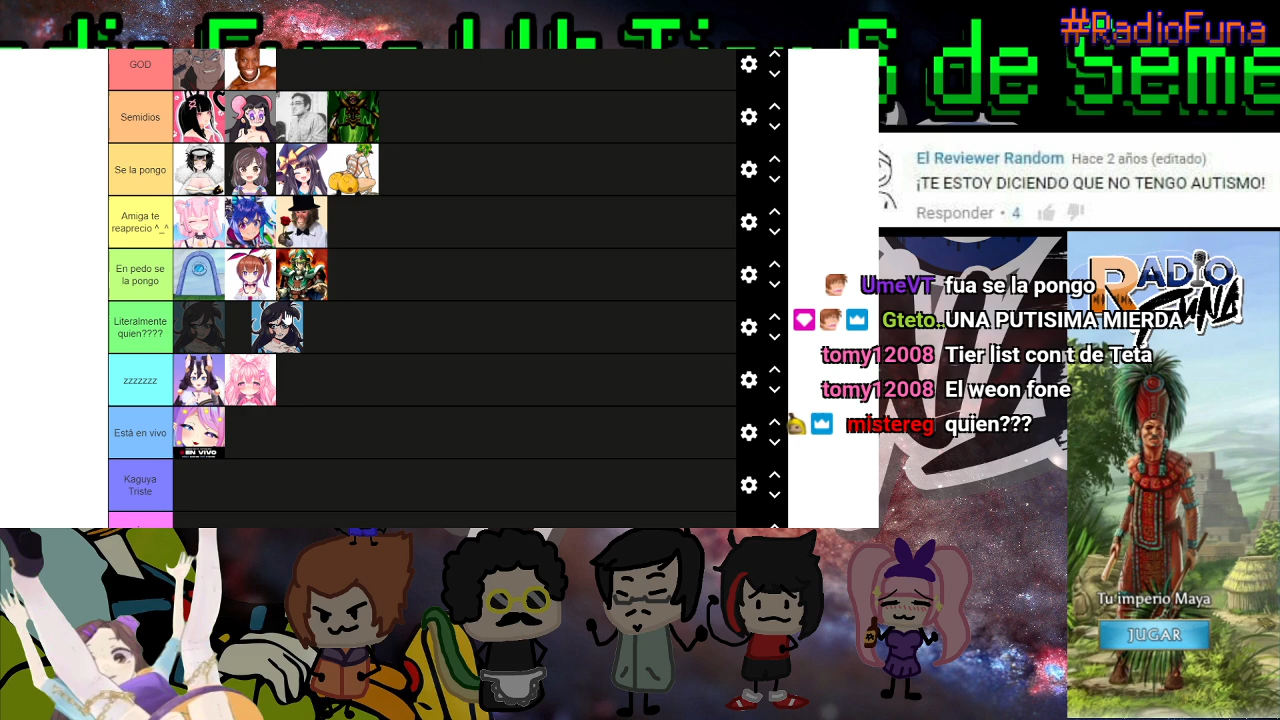 #RadioFuna
de Seme
GOD
Semidios
Se la pongo
Amiga te
reaprecio ^_^
En pedo se
la pongo
Literalmente
quien????
zzzzzzz
Está en vivo
EN VIVO
Kaguya
Triste
El Reviewer Random Hace 2 años (editado)
¡TE ESTOY DICIENDO QUE NO TENGO AUTISMO!
Responder • 4
RADIO
FUNA
UmeVT fua se la pongo
Gteto.. UNA PUTISIMA MIERDA
tomy12008 Tier list con t de Teta
tomy12008 El weon fone
mistereg quien???
Tu imperio Maya
JUGAR